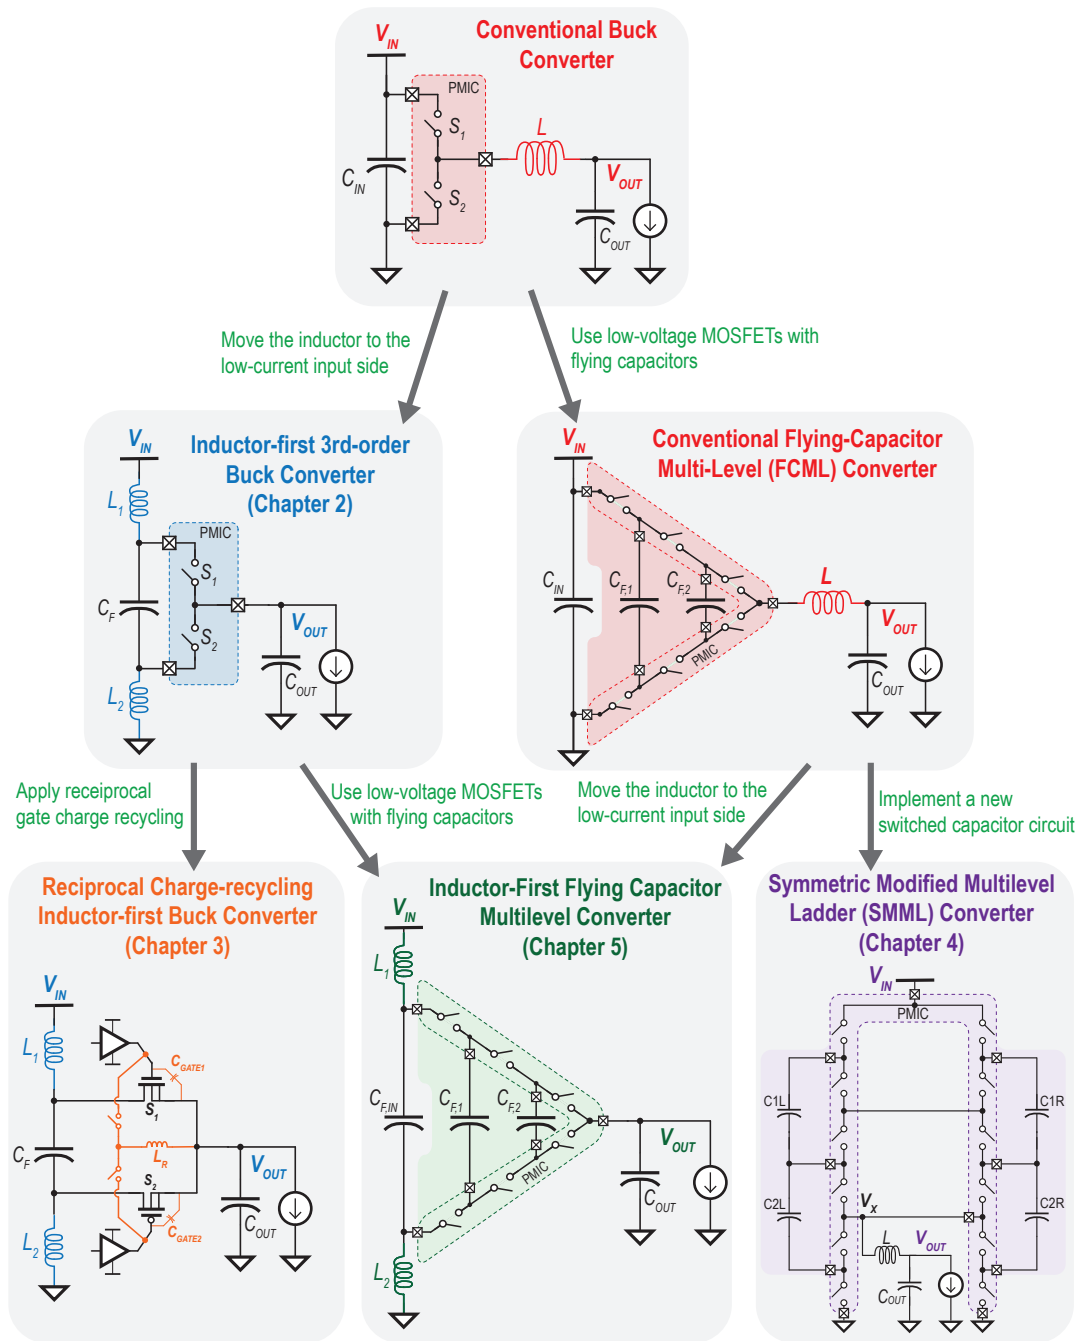 Conventional Buck
Converter
V_IN
PMIC
S_1
L
C_IN
S_2
V_OUT
C_OUT
Move the inductor to the
low-current input side
Use low-voltage MOSFETs with
flying capacitors
Inductor-first 3rd-order
Buck Converter
(Chapter 2)
V_IN
L_1
PMIC
S_1
C_F
S_2
V_OUT
C_OUT
L_2
Conventional Flying-Capacitor
Multi-Level (FCML) Converter
V_IN
C_IN
C_F,1
C_F,2
L
V_OUT
PMIC
C_OUT
Apply receiprocal
gate charge recycling
Use low-voltage MOSFETs
with flying capacitors
Move the inductor to the
low-current input side
Implement a new
switched capacitor circuit
Reciprocal Charge-recycling
Inductor-first Buck Converter
(Chapter 3)
V_IN
L_1
C_GATE1
S_1
C_F
L_R
V_OUT
S_2
C_GATE2
C_OUT
L_2
Inductor-First Flying Capacitor
Multilevel Converter
(Chapter 5)
V_IN
L_1
C_F,IN
C_F,1
C_F,2
V_OUT
PMIC
C_OUT
L_2
Symmetric Modified Multilevel
Ladder (SMML) Converter
(Chapter 4)
V_IN
PMIC
C1L
C1R
C2L
C2R
V_X
L
V_OUT
C_OUT